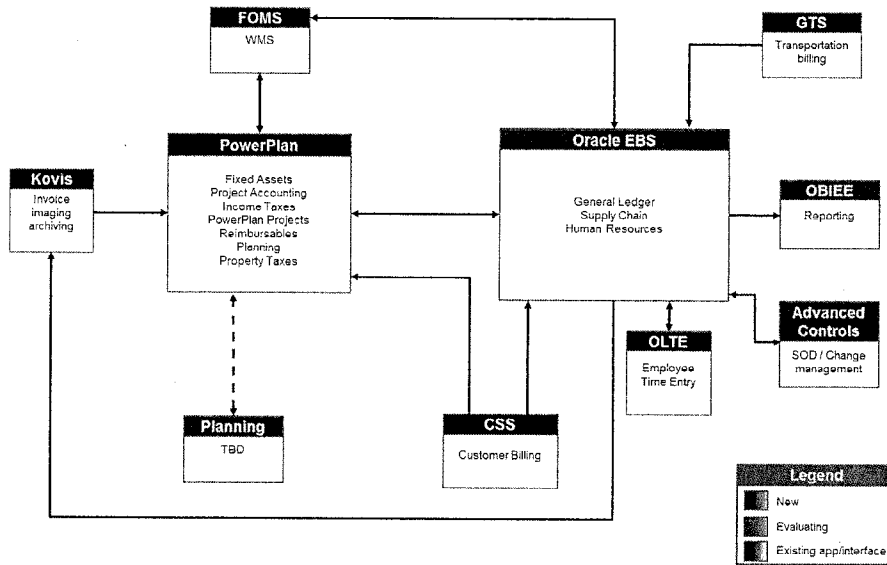 FOMS
WMS
GTS
Transportation
billing
PowerPlan
Fixed Assets
Project Accounting
Income Taxes
PowerPlan Projects
Reimbursables
Planning
Property Taxes
Oracle EBS
General Ledger
Supply Chain
Human Resources
Kovis
Invoice
imaging
archiving
OBIEE
Reporting
Advanced
Controls
SOD / Change
management
OLTE
Employee
Time Entry
Planning
TBD
CSS
Customer Billing
Legend
New
Evaluating
Existing app/interface